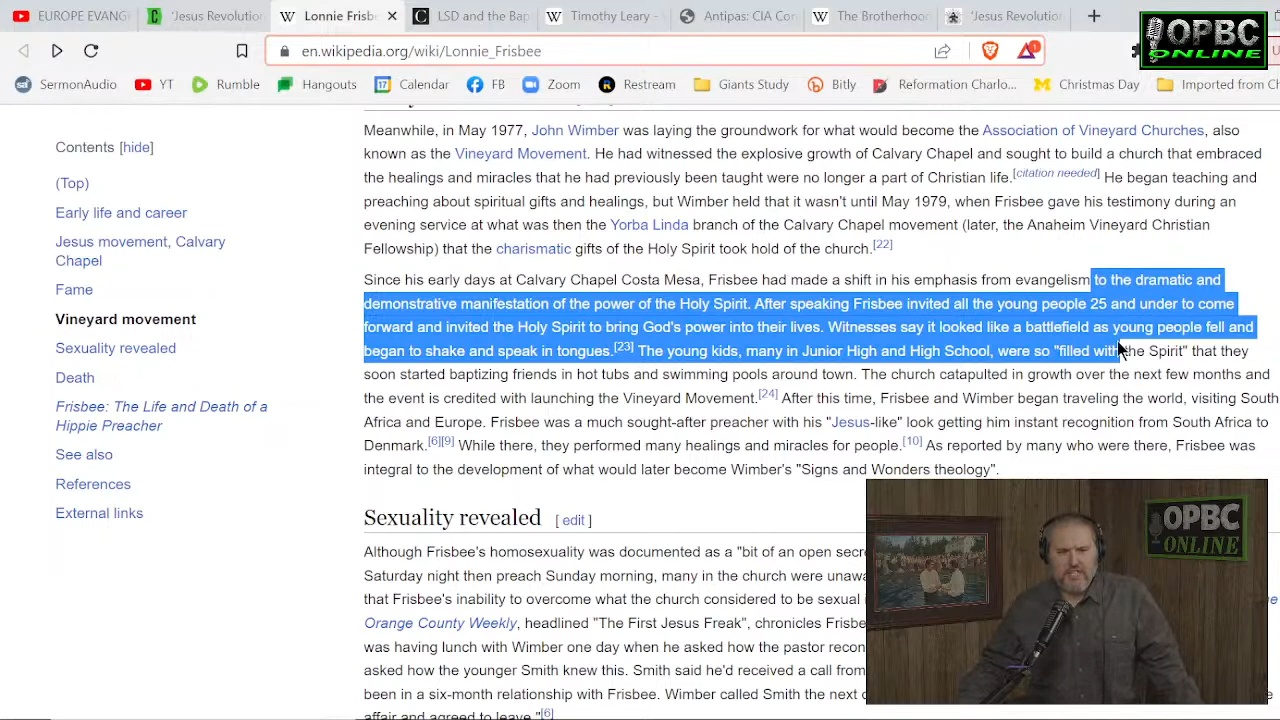 EUROPE EVANG
'Jesus Revolution
Lonnie Frisb
SD and the Bap
Timothy Leary -
Antipas: CIA Cor
The Brotherhood
'Jesus Revolution
OPBC
ONLINE
en.wikipedia.org/wiki/Lonnie_Frisbee
1
SermonAudio
YT
Rumble
Hangouts
17 Calendar
FB
Zoom
Restream
Giants Study
Bitly
Reformation Charlo...
Christmas Day
Imported from
Contents [hide]
(Top)
Early life and career
Jesus movement, Calvary
Chapel
Fame
Vineyard movement
Sexuality revealed
Death
Frisbee: The Life and Death of a
Hippie Preacher
See also
References
External links
Meanwhile, in May 1977, John Wimber was laying the groundwork for what would become the Association of Vineyard Churches, also
known as the Vineyard Movement. He had witnessed the explosive growth of Calvary Chapel and sought to build a church that embraced
the healings and miracles that he had previously been taught were no longer a part of Christian life.[citation needed] He began teaching and
preaching about spiritual gifts and healings, but Wimber held that it wasn't until May 1979, when Frisbee gave his testimony during an
evening service at what was then the Yorba Linda branch of the Calvary Chapel movement (later, the Anaheim Vineyard Christian
Fellowship) that the charismatic gifts of the Holy Spirit took hold of the church.[22]
Since his early days at Calvary Chapel Costa Mesa, Frisbee had made a shift in his emphasis from evangelism to the dramatic and
demonstrative manifestation of the power of the Holy Spirit. After speaking Frisbee invited all the young people 25 and under to come
forward and invited the Holy Spirit to bring God's power into their lives. Witnesses say it looked like a battlefield as young people fell and
began to shake and speak in tongues.[23] The young kids, many in Junior High and High School, were so "filled with the Spirit" that they
soon started baptizing friends in hot tubs and swimming pools around town. The church catapulted in growth over the next few months and
the event is credited with launching the Vineyard Movement.[24] After this time, Frisbee and Wimber began traveling the world, visiting South
Africa and Europe. Frisbee was a much sought-after preacher with his "Jesus-like" look getting him instant recognition from South Africa to
Denmark.[6][9] While there, they performed many healings and miracles for people.[10] As reported by many who were there, Frisbee was
integral to the development of what would later become Wimber's "Signs and Wonders theology".
Sexuality revealed [ edit ]
Although Frisbee's homosexuality was documented as a "bit of an open secre
Saturday night then preach Sunday morning, many in the church were unawa
that Frisbee's inability to overcome what the church considered to be sexual
Orange County Weekly, headlined "The First Jesus Freak", chronicles Frisbe
was having lunch with Wimber one day when he asked how the pastor recon
asked how the younger Smith knew this. Smith said he'd received a call from
been in a six-month relationship with Frisbee. Wimber called Smith the next
affair and agreed to leave."[6]
OPBC
ONLINE